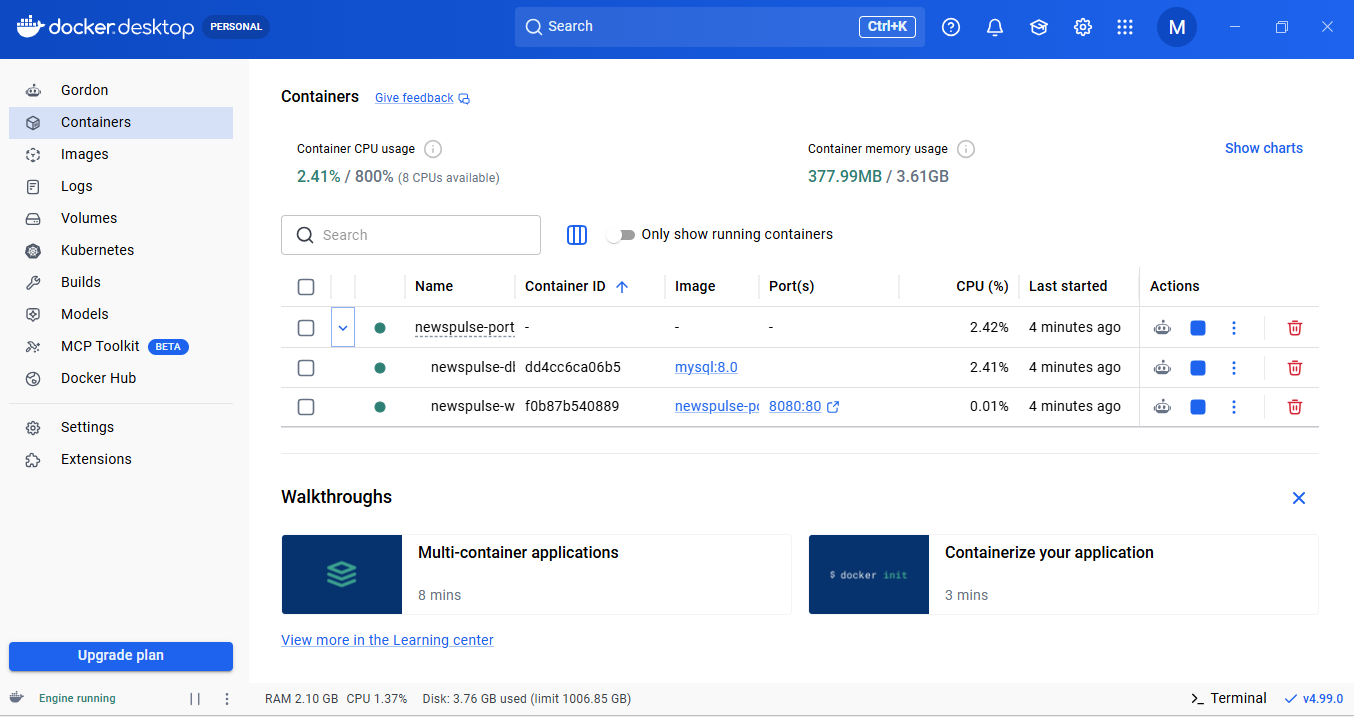 docker.desktop PERSONAL Search Ctrl+K M
Gordon
Containers
Images
Logs
Volumes
Kubernetes
Builds
Models
MCP Toolkit BETA
Docker Hub
Settings
Extensions
Upgrade plan
Containers Give feedback
Container CPU usage
2.41% / 800% (8 CPUs available)
Container memory usage
377.99MB / 3.61GB
Show charts
Search
Only show running containers
Name Container ID Image Port(s) CPU (%) Last started Actions
newspulse-port - - - 2.42% 4 minutes ago
newspulse-d dd4cc6ca06b5 mysql:8.0 2.41% 4 minutes ago
newspulse-w f0b87b540889 newspulse-po 8080:80 0.01% 4 minutes ago
Walkthroughs
Multi-container applications
8 mins
$ docker init
Containerize your application
3 mins
View more in the Learning center
Engine running RAM 2.10 GB CPU 1.37% Disk: 3.76 GB used (limit 1006.85 GB) Terminal v4.99.0